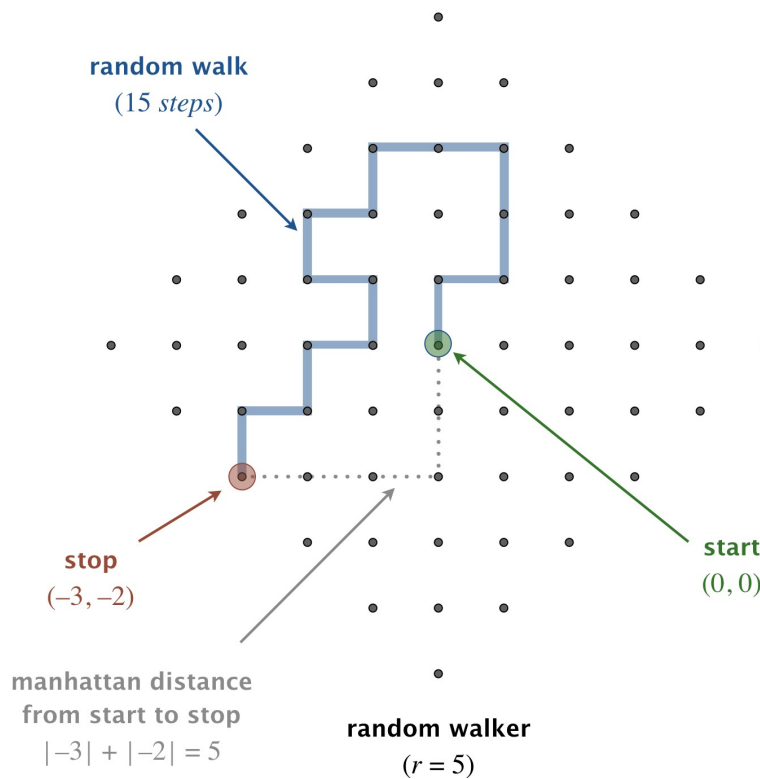 random walk
(15 steps)
start
(0, 0)
stop
(–3, –2)
manhattan distance
from start to stop
|–3| + |–2| = 5
random walker
(r = 5)